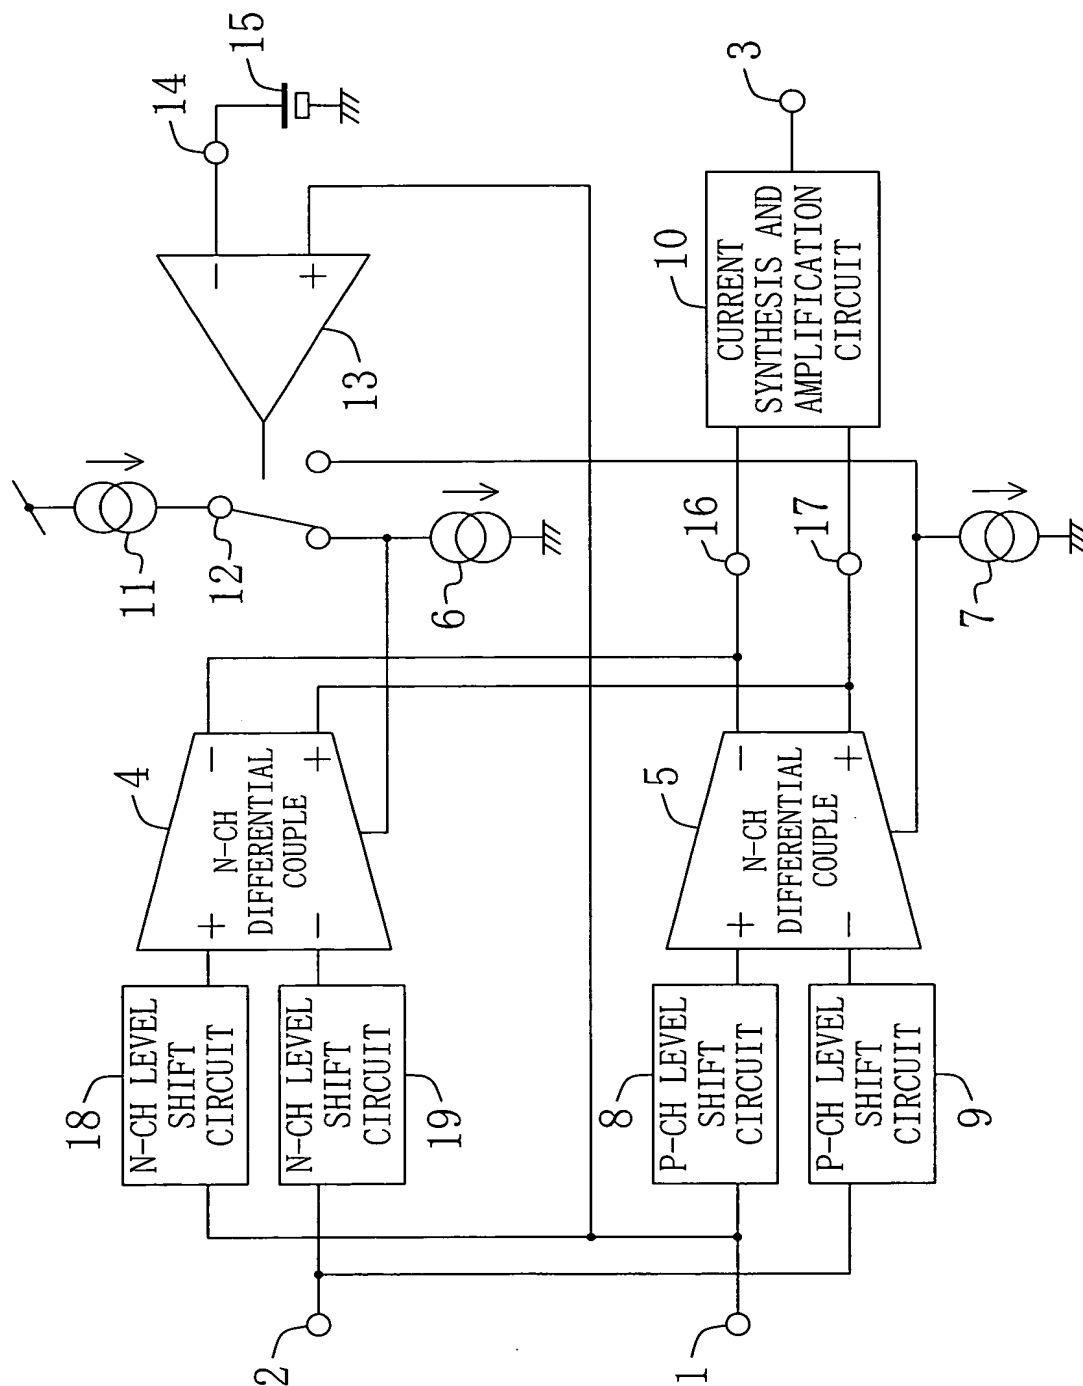 2
1
18
N-CH LEVEL
SHIFT
CIRCUIT
19
N-CH LEVEL
SHIFT
CIRCUIT
8
P-CH LEVEL
SHIFT
CIRCUIT
9
P-CH LEVEL
SHIFT
CIRCUIT
4
+
−
N-CH
DIFFERENTIAL
COUPLE
−
+
5
+
−
N-CH
DIFFERENTIAL
COUPLE
−
+
11
12
6
7
16
17
13
−
+
14
15
10
CURRENT
SYNTHESIS AND
AMPLIFICATION
CIRCUIT
3